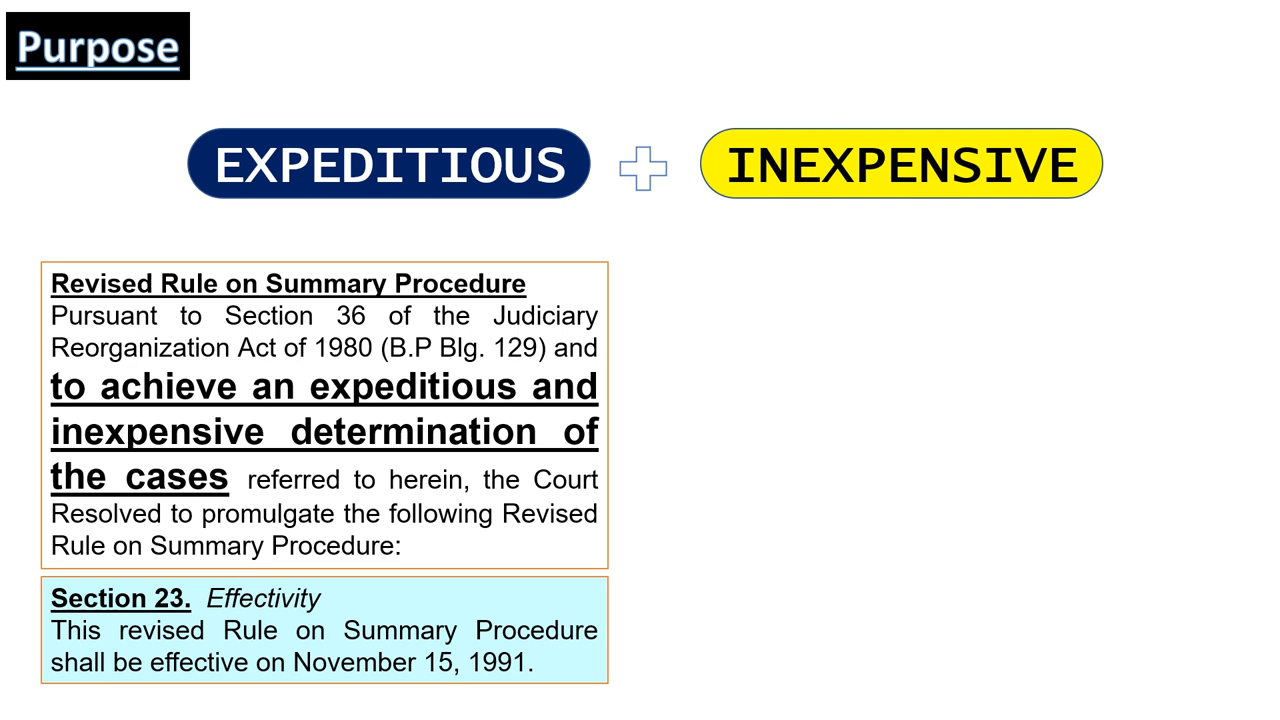 Purpose
EXPEDITIOUS
INEXPENSIVE
Revised Rule on Summary Procedure
Pursuant to Section 36 of the Judiciary
Reorganization Act of 1980 (B.P Blg. 129) and
to achieve an expeditious and
inexpensive determination of
the cases referred to herein, the Court
Resolved to promulgate the following Revised
Rule on Summary Procedure:
Section 23. Effectivity
This revised Rule on Summary Procedure
shall be effective on November 15, 1991.